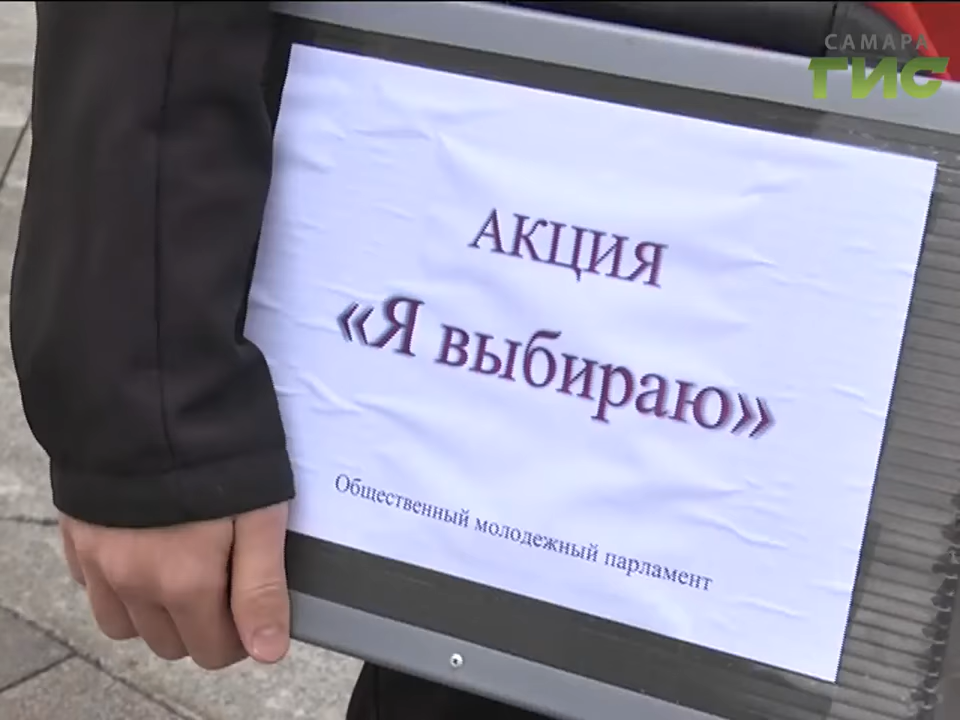 САМАРА
ГИС
АКЦИЯ
«Я выбираю»
Общественный молодежный парламент